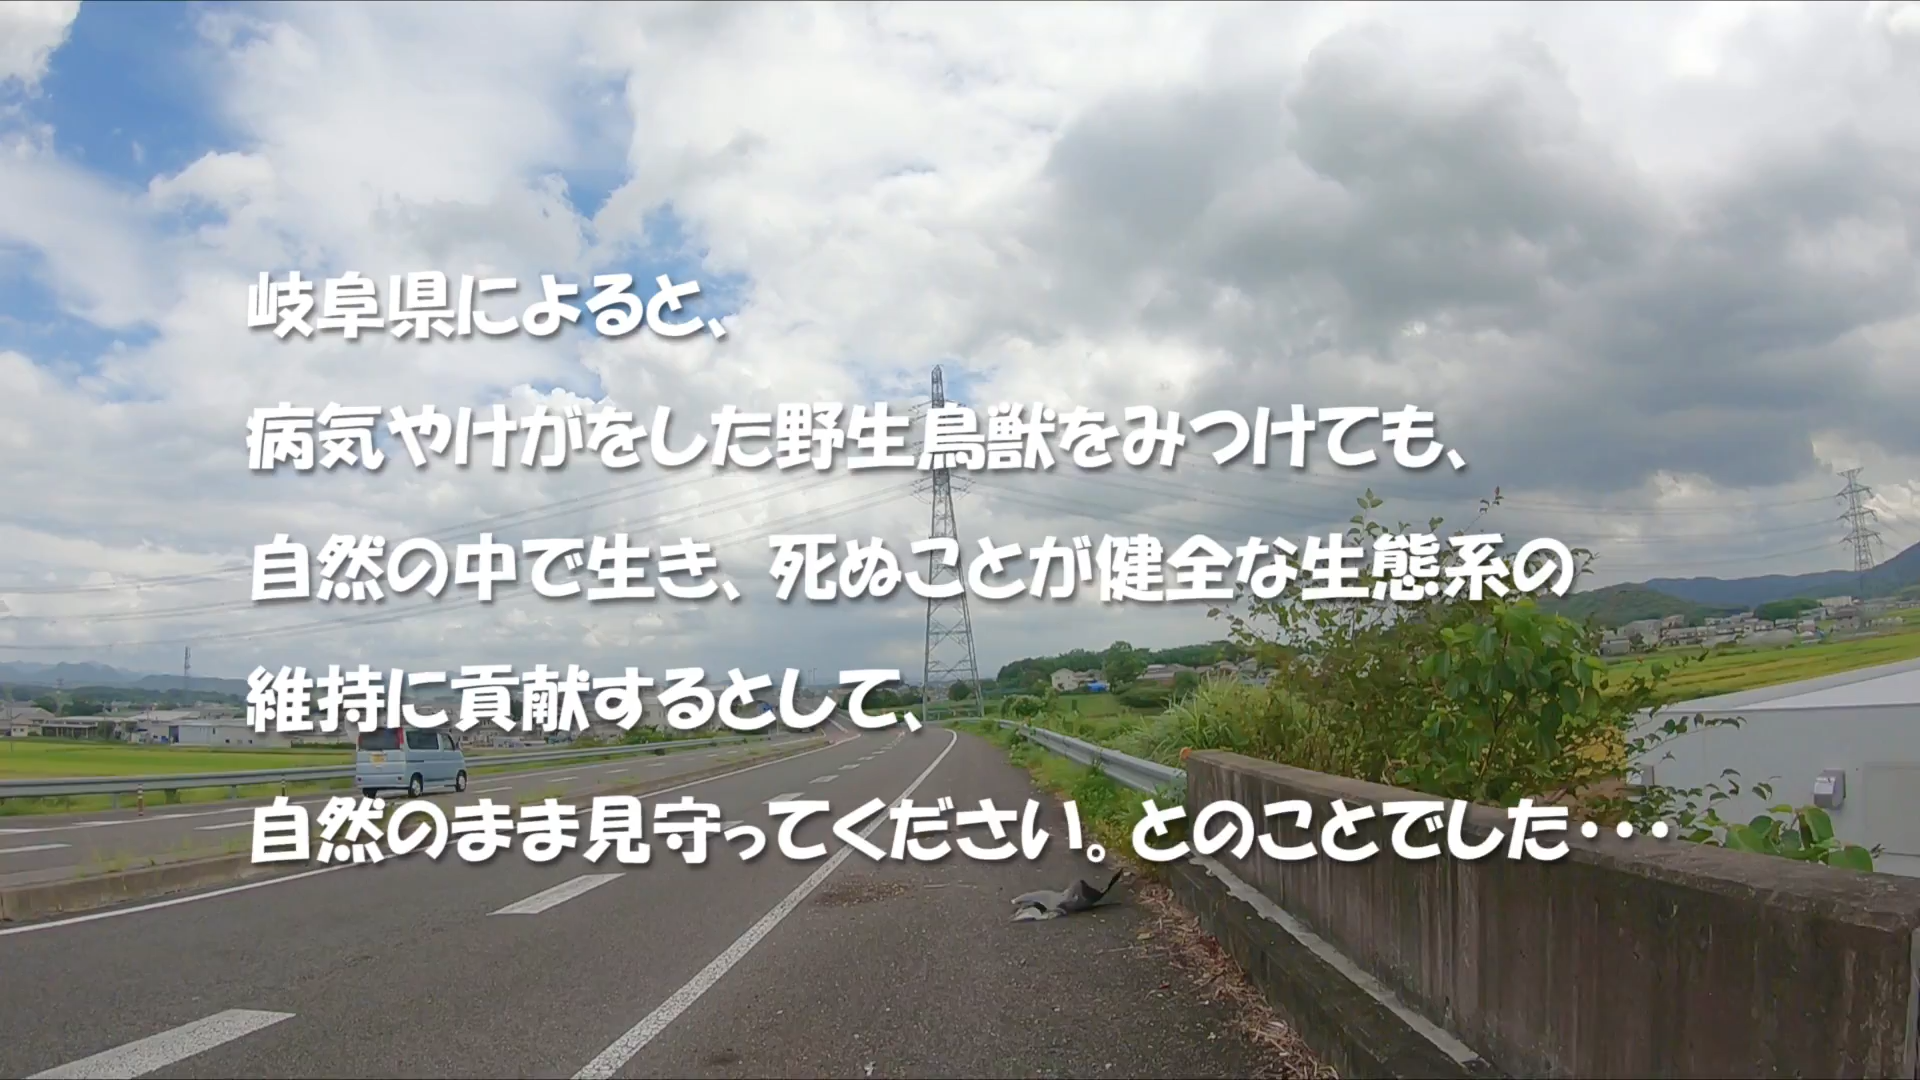 岐阜県によると、
病気やけがをした野生鳥獣をみつけても、
自然の中で生き、死ぬことが健全な生態系の
維持に貢献するとして、
自然のまま見守ってください。とのことでした・・・